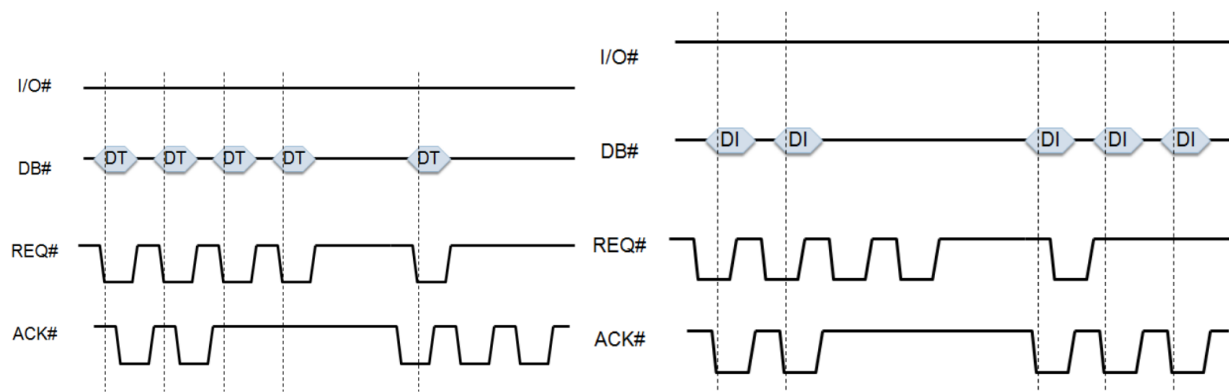 I/O#
DB# DT DT DT DT DT
REQ#
ACK#
I/O#
DB# DI DI DI DI DI
REQ#
ACK#